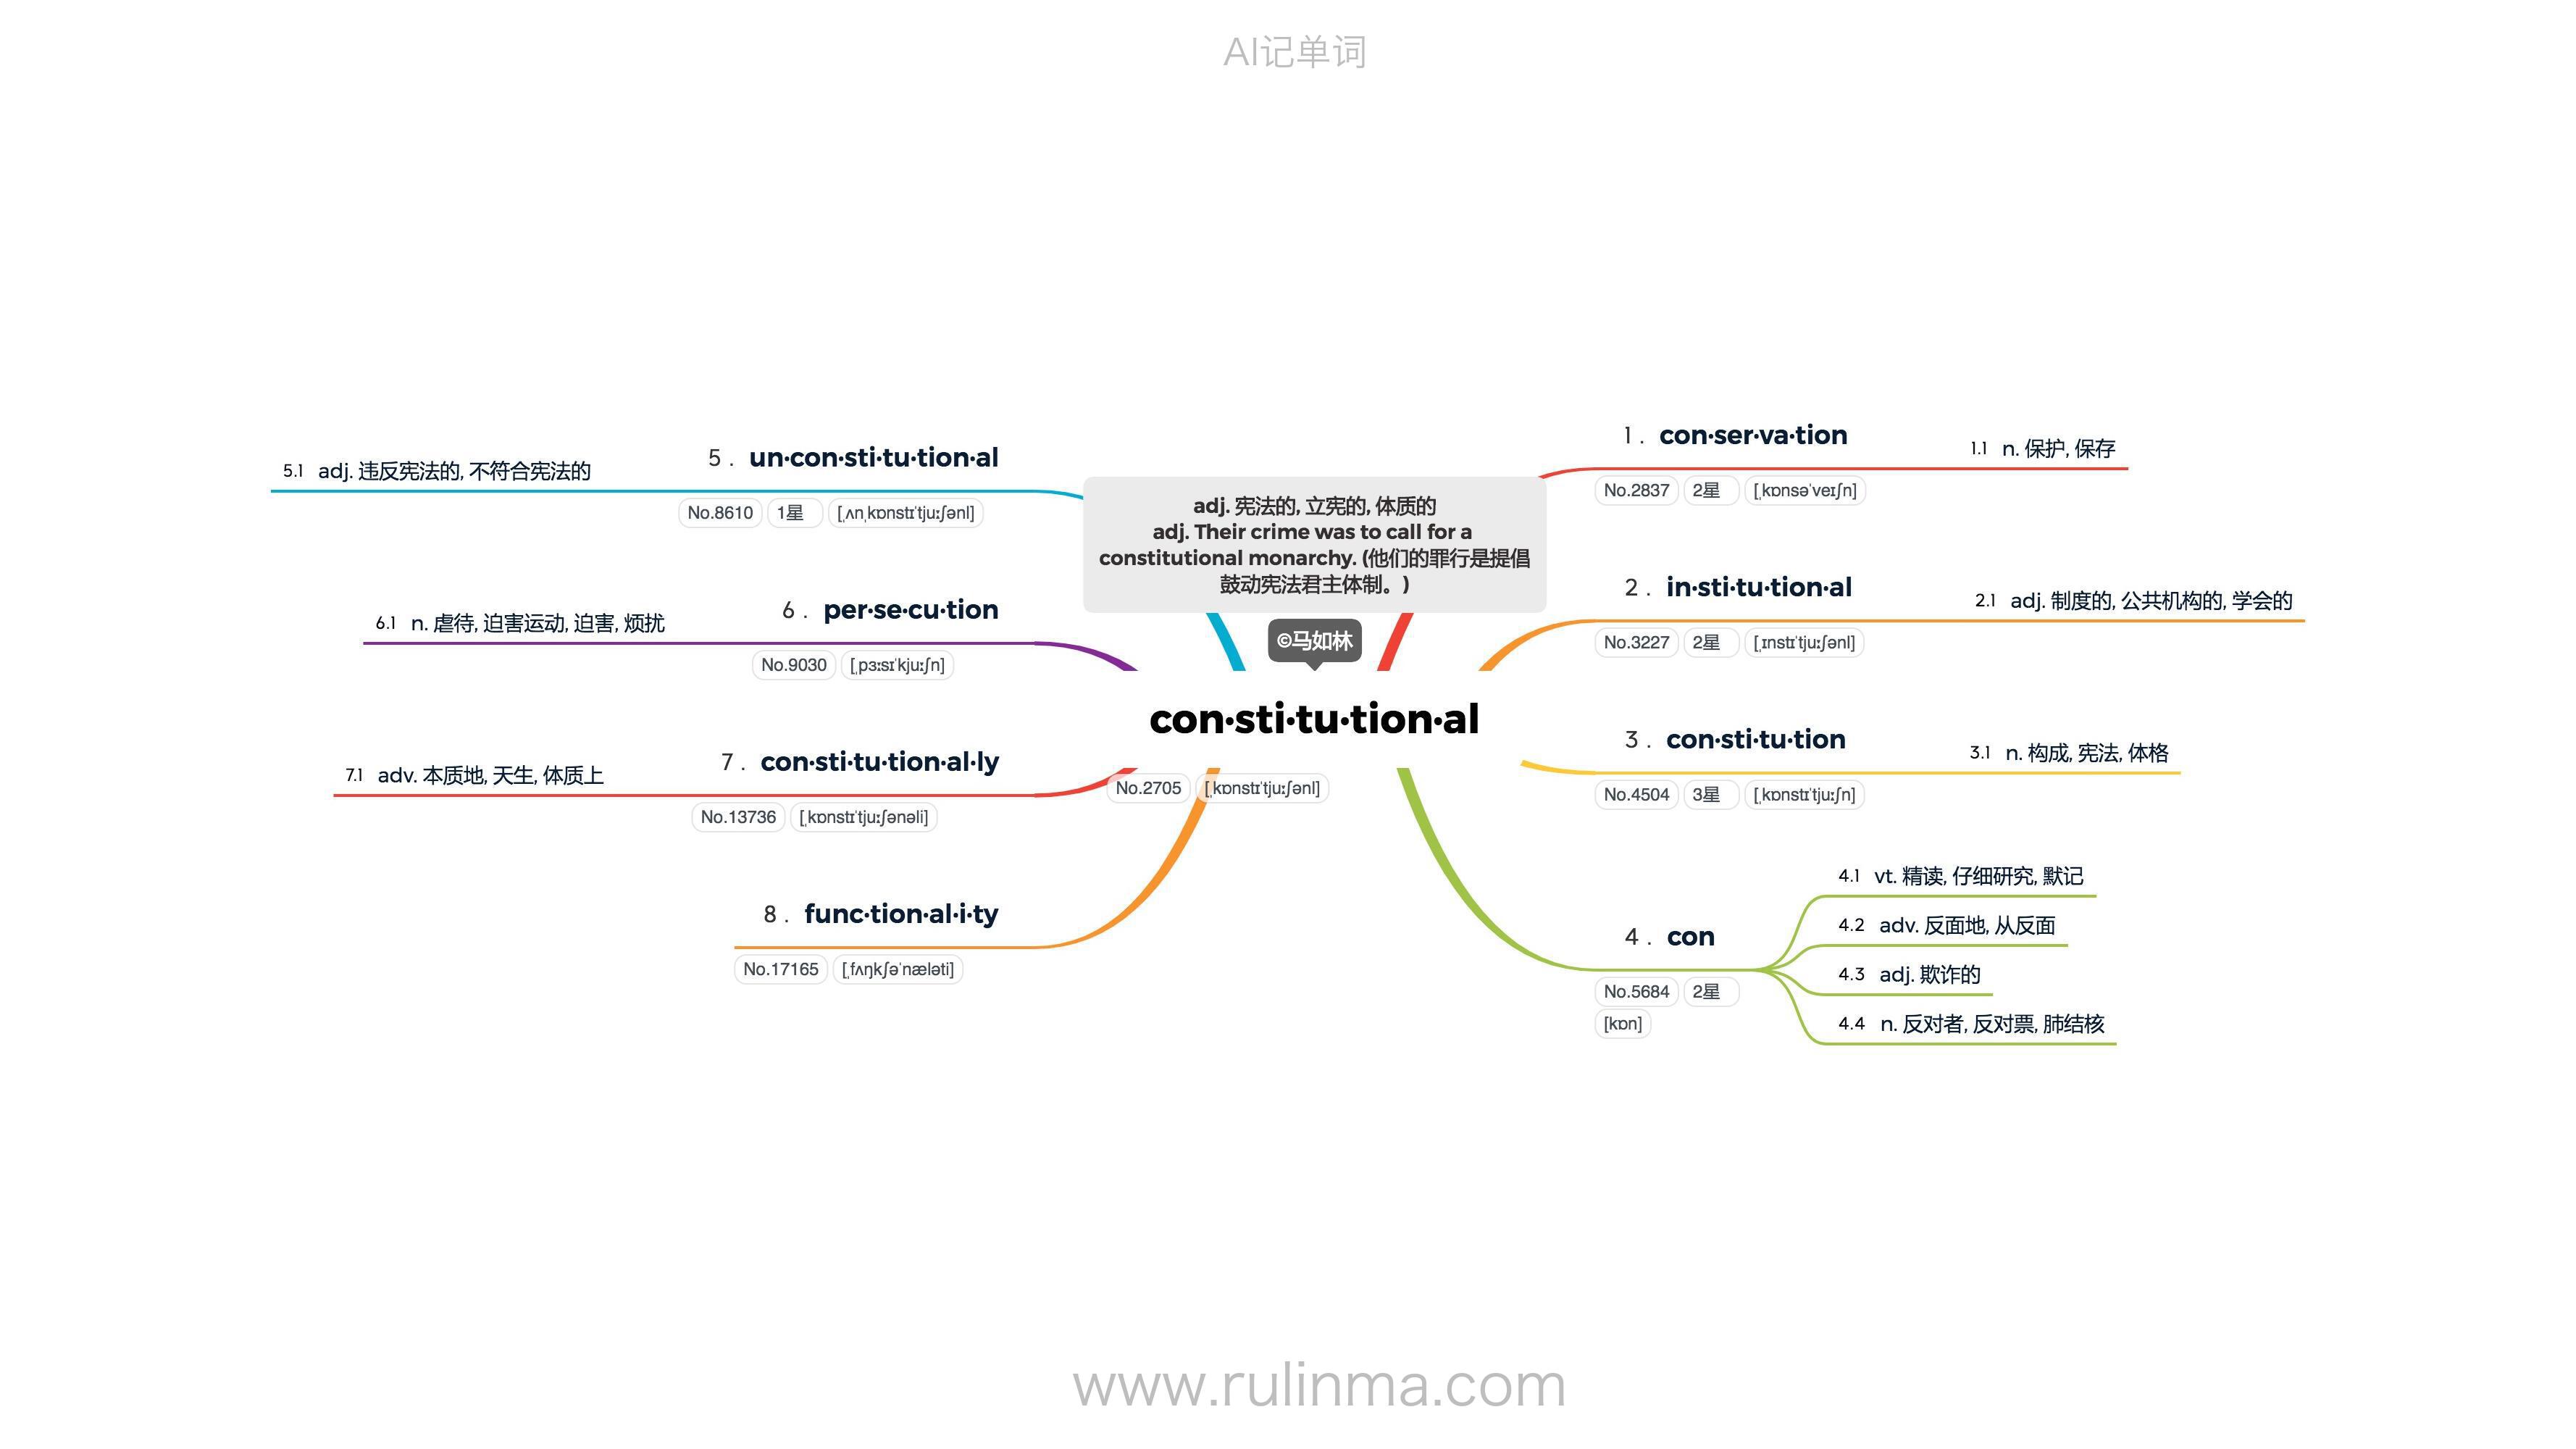 AI记单词
adj. 宪法的, 立宪的, 体质的
adj. Their crime was to call for a
constitutional monarchy. (他们的罪行是提倡
鼓动宪法君主体制。)
©马如林
con·sti·tu·tion·al
No.2705 [ˌkɒnstɪˈtjuːʃənl]
1. con·ser·va·tion
No.2837 2星 [ˌkɒnsəˈveɪʃn]
1.1 n. 保护, 保存
2. in·sti·tu·tion·al
No.3227 2星 [ˌɪnstɪˈtjuːʃənl]
2.1 adj. 制度的, 公共机构的, 学会的
3. con·sti·tu·tion
No.4504 3星 [ˌkɒnstɪˈtjuːʃn]
3.1 n. 构成, 宪法, 体格
4. con
No.5684 2星
[kɒn]
4.1 vt. 精读, 仔细研究, 默记
4.2 adv. 反面地, 从反面
4.3 adj. 欺诈的
4.4 n. 反对者, 反对票, 肺结核
5. un·con·sti·tu·tion·al
No.8610 1星 [ˌʌnˌkɒnstɪˈtjuːʃənl]
5.1 adj. 违反宪法的, 不符合宪法的
6. per·se·cu·tion
No.9030 [ˌpɜːsɪˈkjuːʃn]
6.1 n. 虐待, 迫害运动, 迫害, 烦扰
7. con·sti·tu·tion·al·ly
No.13736 [ˌkɒnstɪˈtjuːʃənəli]
7.1 adv. 本质地, 天生, 体质上
8. func·tion·al·i·ty
No.17165 [ˌfʌŋkʃəˈnæləti]
www.rulinma.com